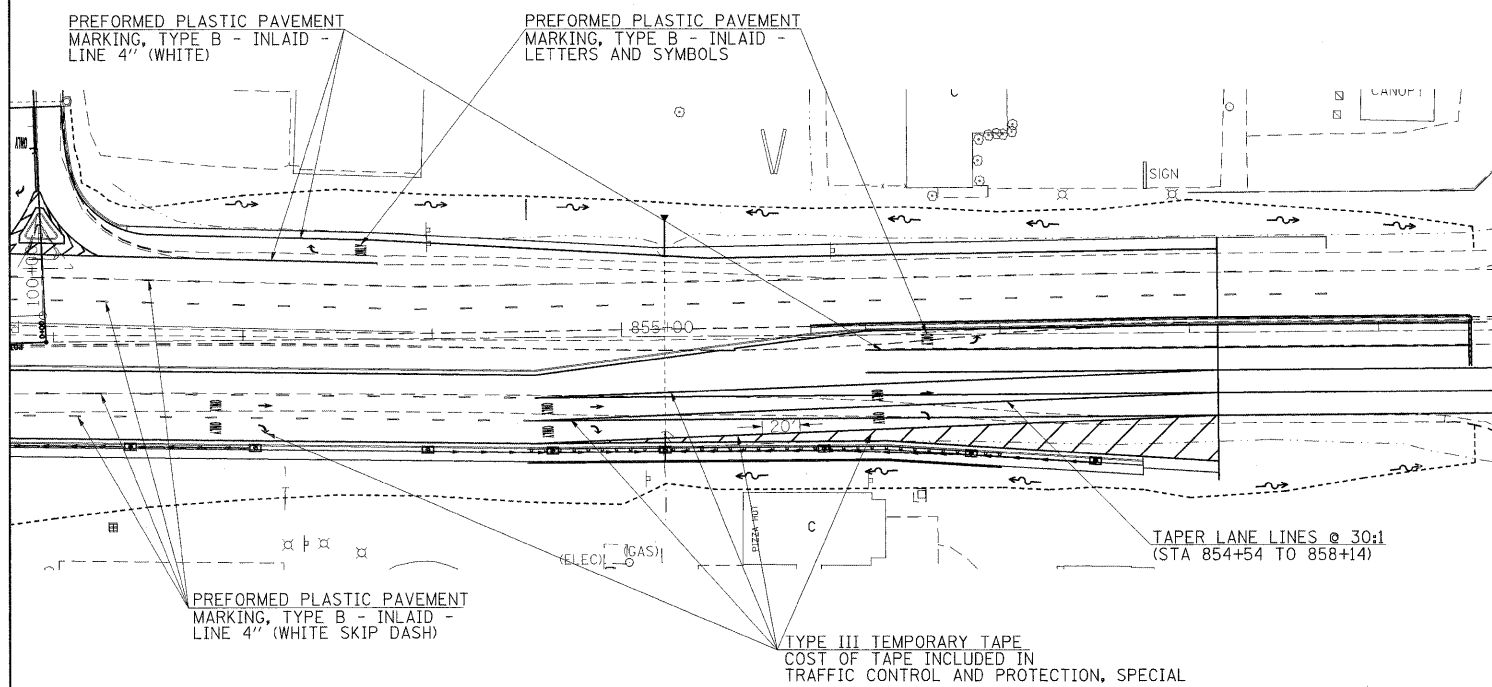 PREFORMED PLASTIC PAVEMENT
MARKING, TYPE B - INLAID -
LINE 4" (WHITE)
PREFORMED PLASTIC PAVEMENT
MARKING, TYPE B - INLAID -
LETTERS AND SYMBOLS
CANOPY
ONLY
SIGN
855+00
20'
PIZZA HUT
C
(ELEC)
(GAS)
TAPER LANE LINES @ 30:1
(STA 854+54 TO 858+14)
PREFORMED PLASTIC PAVEMENT
MARKING, TYPE B - INLAID -
LINE 4" (WHITE SKIP DASH)
TYPE III TEMPORARY TAPE
COST OF TAPE INCLUDED IN
TRAFFIC CONTROL AND PROTECTION, SPECIAL